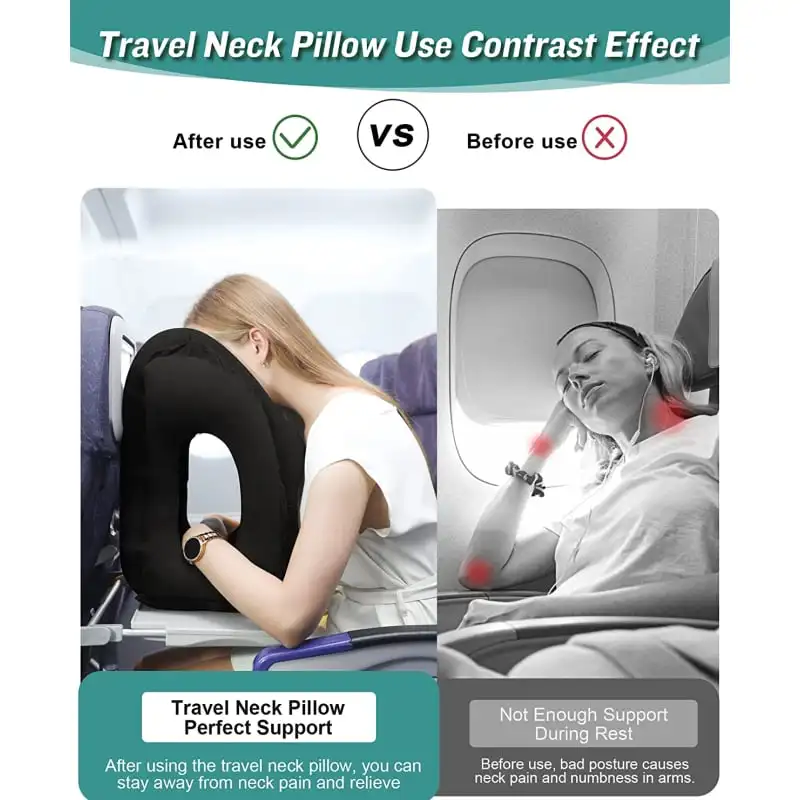 Travel Neck Pillow Use Contrast Effect
After use
VS
Before use
Travel Neck Pillow
Perfect Support
After using the travel neck pillow, you can
stay away from neck pain and relieve
Not Enough Support
During Rest
Before use, bad posture causes
neck pain and numbness in arms.